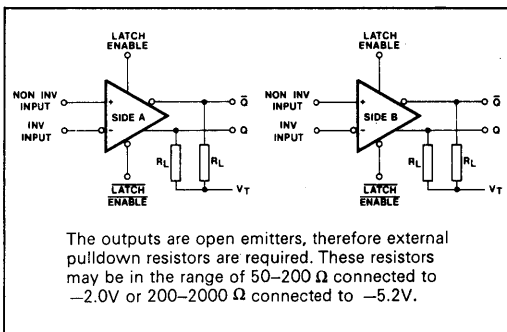 LATCH
ENABLE
NON INV
INPUT
INV
INPUT
+
-
SIDE A
Q̅
Q
RL
RL
VT
LATCH
ENABLE
LATCH
ENABLE
NON INV
INPUT
INV
INPUT
+
-
SIDE B
Q̅
Q
RL
RL
VT
LATCH
ENABLE
The outputs are open emitters, therefore external
pulldown resistors are required. These resistors
may be in the range of 50–200 Ω connected to
−2.0V or 200–2000 Ω connected to −5.2V.